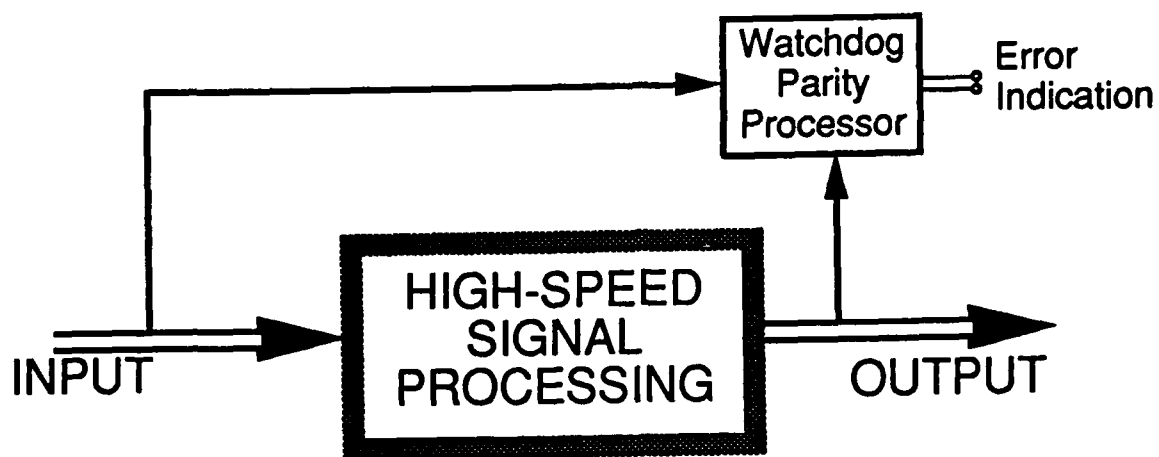 Watchdog
Parity
Processor
Error
Indication
HIGH-SPEED
SIGNAL
PROCESSING
INPUT
OUTPUT